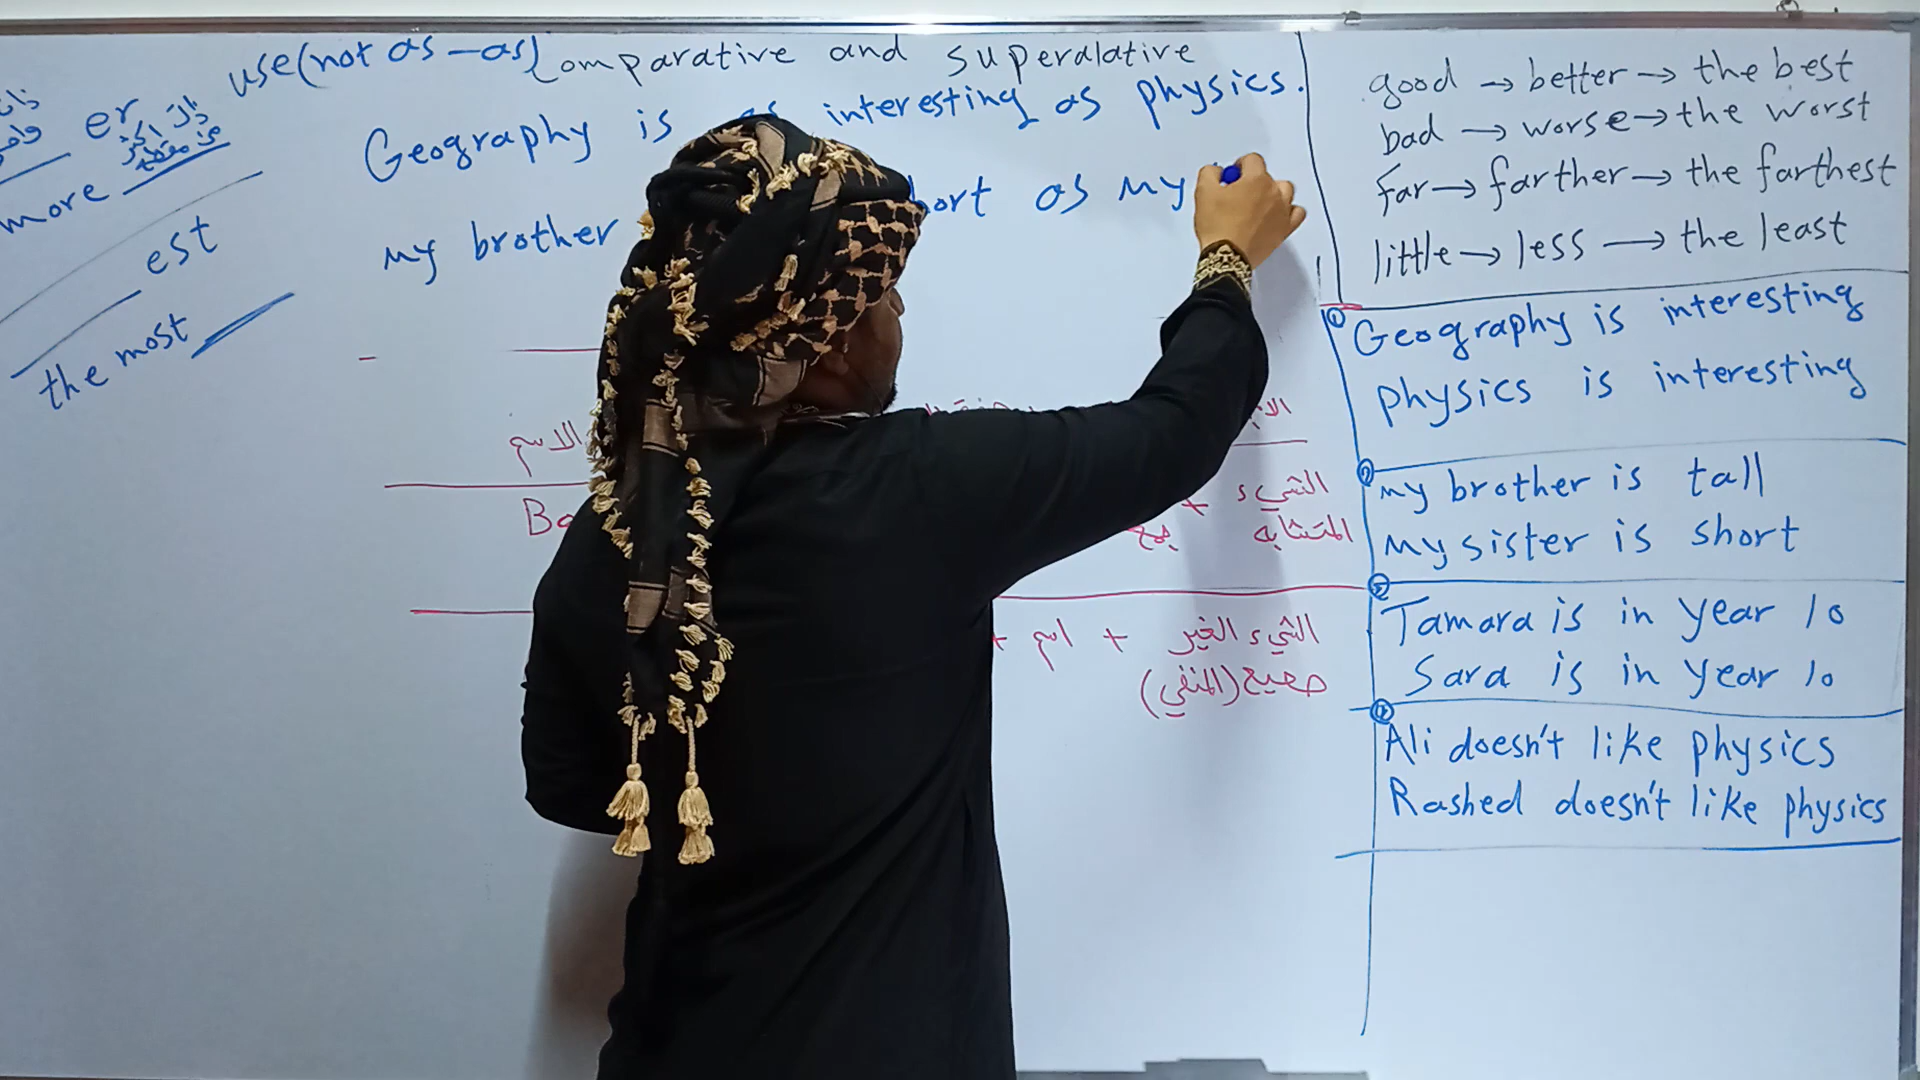 use(not as – as) Comparative and superalative
Geography is as interesting as physics.
my brother short as my
er
more
est
the most
good → better → the best
bad → worse → the worst
far → farther → the farthest
little → less → the least
① Geography is interesting
physics is interesting
my brother is tall
my sister is short
Tamara is in year 10
Sara is in year 10
Ali doesn't like physics
Rashed doesn't like physics
الاسم
الشيء +
المتشابه
الشيء الغير + اسم +
صحيح (المنفي)